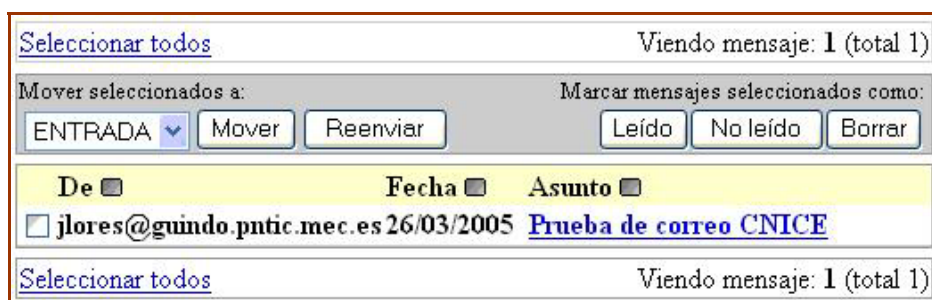 Seleccionar todos Viendo mensaje: 1 (total 1)
Mover seleccionados a: Marcar mensajes seleccionados como:
ENTRADA Mover Reenviar Leído No leído Borrar
De Fecha Asunto
jlores@guindo.pntic.mec.es 26/03/2005 Prueba de correo CNICE
Seleccionar todos Viendo mensaje: 1 (total 1)